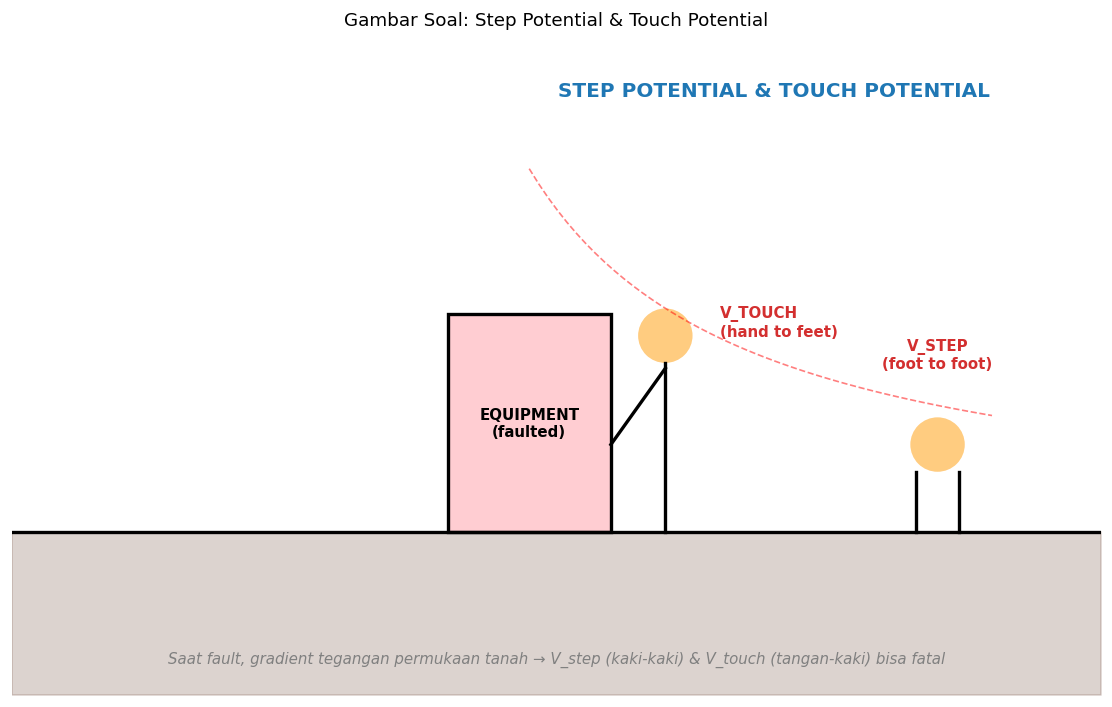 Gambar Soal: Step Potential & Touch Potential
STEP POTENTIAL & TOUCH POTENTIAL
V_TOUCH
(hand to feet)
V_STEP
(foot to foot)
EQUIPMENT
(faulted)
Saat fault, gradient tegangan permukaan tanah → V_step (kaki-kaki) & V_touch (tangan-kaki) bisa fatal